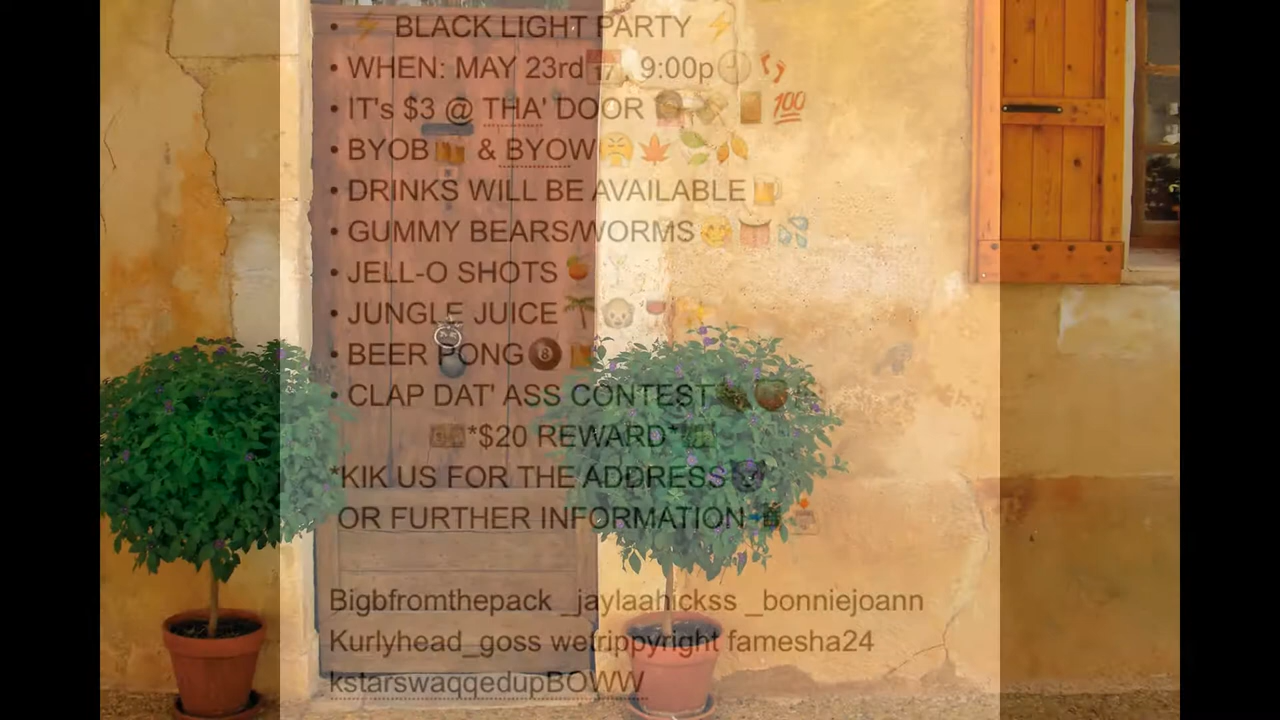 • ⚡ BLACK LIGHT PARTY ⚡
• WHEN: MAY 23rd📅, 9:00p🕘👣
• IT's $3 @ THA' DOOR 💯
• BYOB🍻 & BYOW😤🍁🍃🍂
• DRINKS WILL BE AVAILABLE🍺
• GUMMY BEARS/WORMS😋👅💦
• JELL-O SHOTS🍊
• JUNGLE JUICE🌴🐵🍷
• BEER PONG🎱🍻
• CLAP DAT' ASS CONTEST
*$20 REWARD*
*KIK US FOR THE ADDRESS
OR FURTHER INFORMATION📲
Bigbfromthepack _jaylaahickss _bonniejoann
Kurlyhead_goss wetrippyright famesha24
kstarswaqqedupBOWW